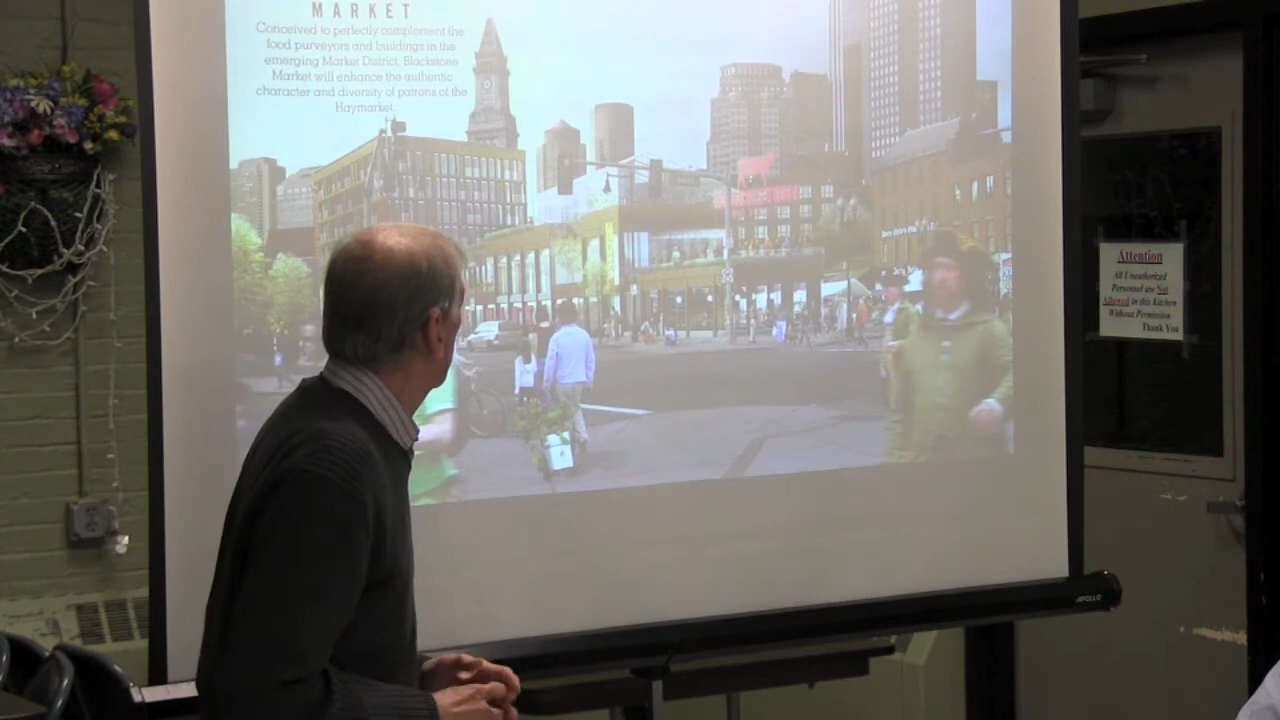 MARKET
Conceived to perfectly complement the
food purveyors and buildings in the
emerging Market District, Blackstone
Market will enhance the authentic
character and diversity of patrons of the
Haymarket.
Attention
All Unauthorized
Personnel are Not
Allowed in this Kitchen
Without Permission
Thank You
APOLLO